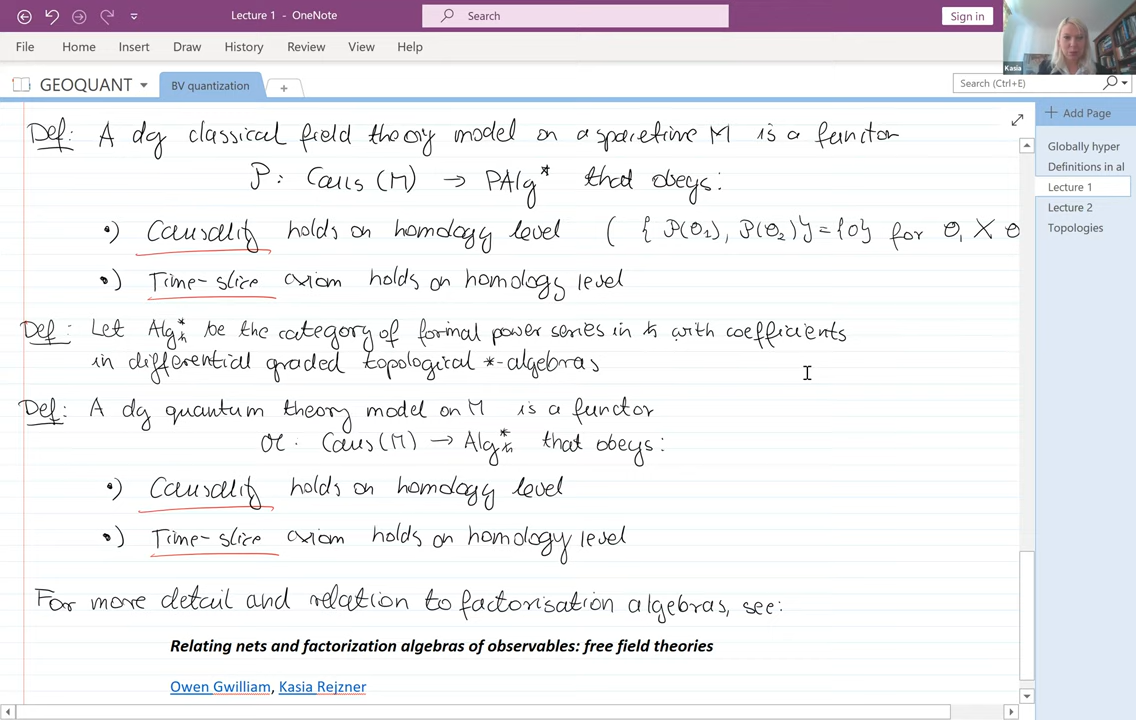 Lecture 1 - OneNote
Search
Sign in
File Home Insert Draw History Review View Help
Kasia
GEOQUANT
BV quantization
Search (Ctrl+E)
Add Page
Globally hyper
Definitions in al
Lecture 1
Lecture 2
Topologies
Def: A dg classical field theory model on a spacetime M is a functor
P: Caus (M) → PAlg* that obeys:
•) Causality holds on homology level ( { P(O₁), P(O₂)} = {0} for O₁ X O
•) Time-slice axiom holds on homology level
Def: Let Alg*ℏ be the category of formal power series in ℏ with coefficients
in differential graded topological *-algebras
Def: A dg quantum theory model on M is a functor
Caus (M) → Alg*ℏ that obeys:
•) Causality holds on homology level
•) Time-slice axiom holds on homology level
For more detail and relation to factorisation algebras, see:
Relating nets and factorization algebras of observables: free field theories
Owen Gwilliam, Kasia Rejzner